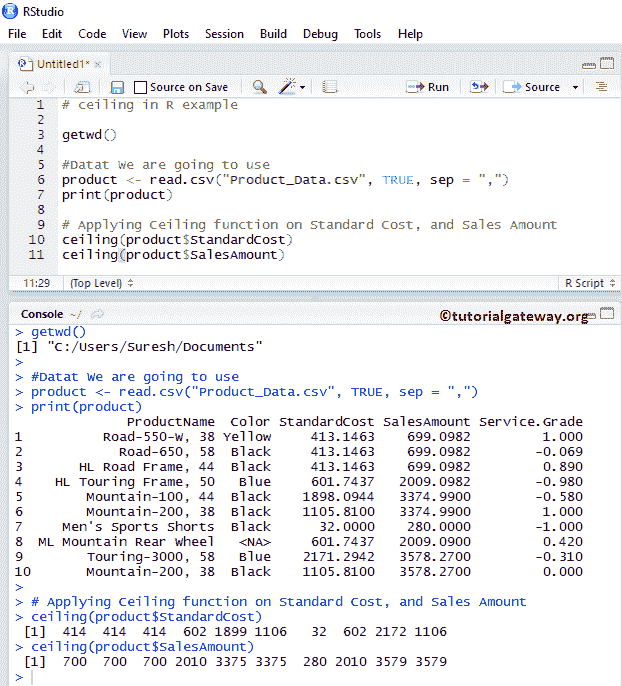 RStudio
File Edit Code View Plots Session Build Debug Tools Help
Untitled1*
Source on Save Run Source
1 # ceiling in R example
2
3 getwd()
4
5 #Datat We are going to use
6 product <- read.csv("Product_Data.csv", TRUE, sep = ",")
7 print(product)
8
9 # Applying Ceiling function on Standard Cost, and Sales Amount
10 ceiling(product$StandardCost)
11 ceiling(product$SalesAmount)
11:29 (Top Level) R Script
Console ~/ ©tutorialgateway.org
> getwd()
[1] "C:/Users/Suresh/Documents"
>
> #Datat We are going to use
> product <- read.csv("Product_Data.csv", TRUE, sep = ",")
> print(product)
ProductName Color StandardCost SalesAmount Service.Grade
1 Road-550-W, 38 Yellow 413.1463 699.0982 1.000
2 Road-650, 58 Black 413.1463 699.0982 -0.069
3 HL Road Frame, 44 Black 413.1463 699.0982 0.890
4 HL Touring Frame, 50 Blue 601.7437 2009.0982 -0.980
5 Mountain-100, 44 Black 1898.0944 3374.9900 -0.580
6 Mountain-200, 38 Black 1105.8100 3374.9900 1.000
7 Men's Sports Shorts Black 32.0000 280.0000 -1.000
8 ML Mountain Rear Wheel <NA> 601.7437 2009.0900 0.420
9 Touring-3000, 58 Blue 2171.2942 3578.2700 -0.310
10 Mountain-200, 38 Black 1105.8100 3578.2700 0.000
>
> # Applying Ceiling function on Standard Cost, and Sales Amount
> ceiling(product$StandardCost)
[1] 414 414 414 602 1899 1106 32 602 2172 1106
> ceiling(product$SalesAmount)
[1] 700 700 700 2010 3375 3375 280 2010 3579 3579
>